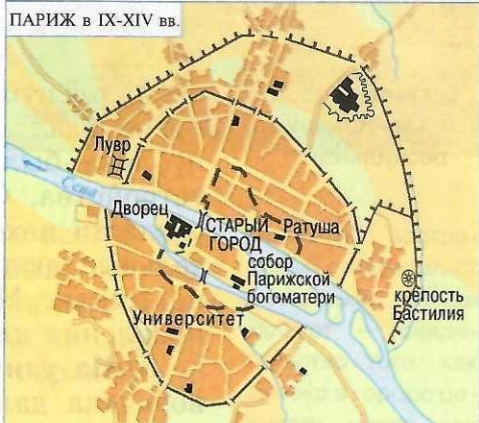 ПАРИЖ в IX-XIV вв.
Лувр
Сена
Дворец
СТАРЫЙ
ГОРОД
Ратуша
собор
Парижской
богоматери
Университет
крепость
Бастилия